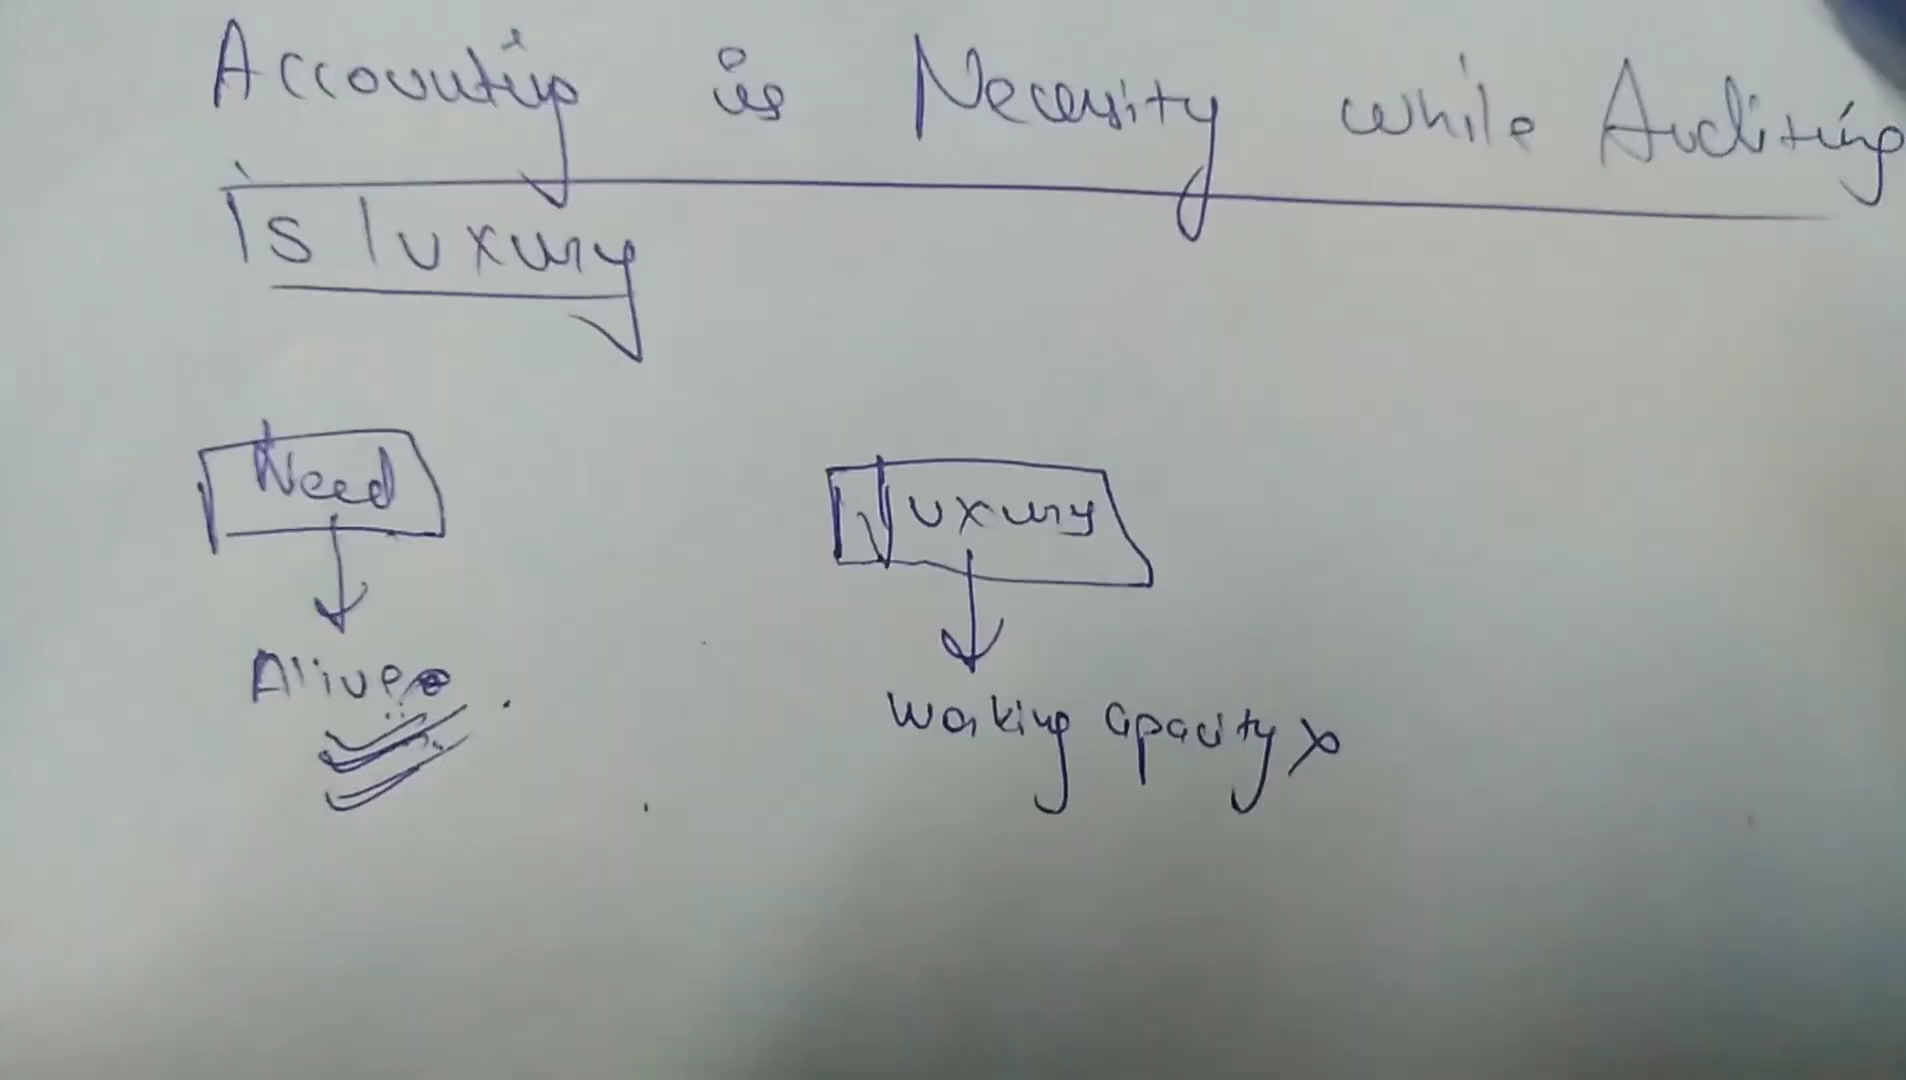 Accounting is Necessity while Auditing
Is luxury
Need
Luxury
Alive
Working capacity